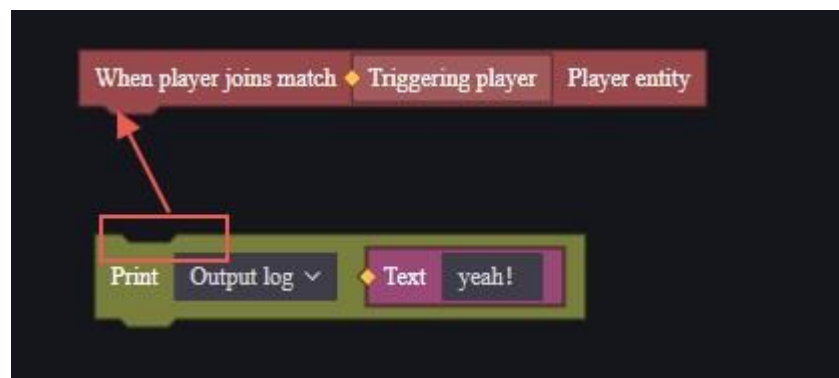 When player joins match Triggering player Player entity
Print Output log Text yeah!